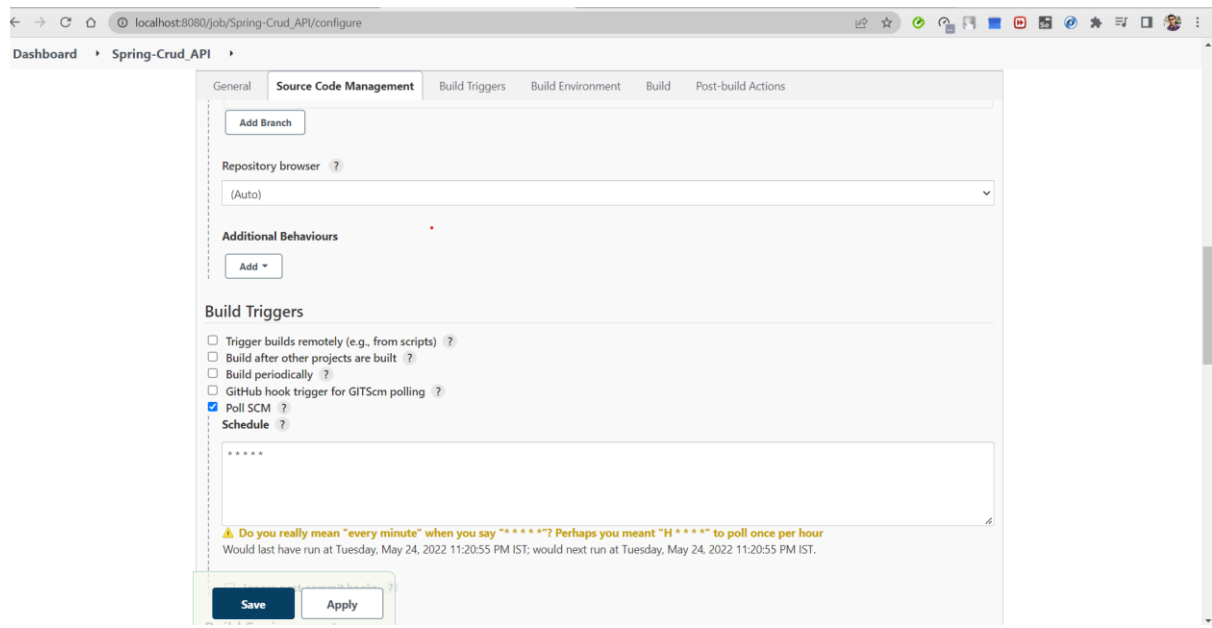 localhost:8080/job/Spring-Crud_API/configure
Dashboard Spring-Crud_API
General Source Code Management Build Triggers Build Environment Build Post-build Actions
Add Branch
Repository browser ?
(Auto)
Additional Behaviours
Add
Build Triggers
Trigger builds remotely (e.g., from scripts) ?
Build after other projects are built ?
Build periodically ?
GitHub hook trigger for GITScm polling ?
Poll SCM ?
Schedule ?
* * * * *
Do you really mean "every minute" when you say "* * * * *"? Perhaps you meant "H * * * *" to poll once per hour
Would last have run at Tuesday, May 24, 2022 11:20:55 PM IST; would next run at Tuesday, May 24, 2022 11:20:55 PM IST.
Ignore post-commit hooks ?
Save Apply